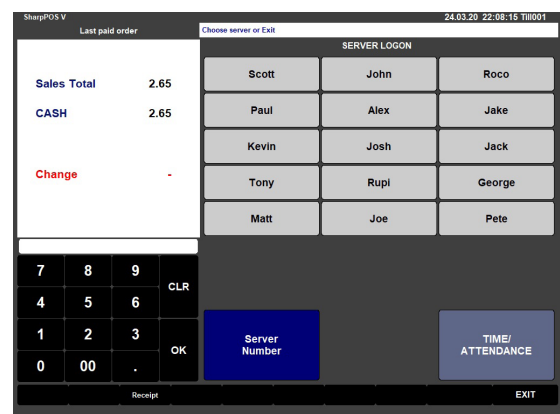 SharpPOS V
24.03.20 22:08:15 Till001
Last paid order
Choose server or Exit
SERVER LOGON
Sales Total 2.65
CASH 2.65
Change -
Scott John Roco
Paul Alex Jake
Kevin Josh Jack
Tony Rupi George
Matt Joe Pete
7 8 9
CLR
4 5 6
1 2 3
OK
0 00 .
Server
Number
TIME/
ATTENDANCE
Receipt
EXIT